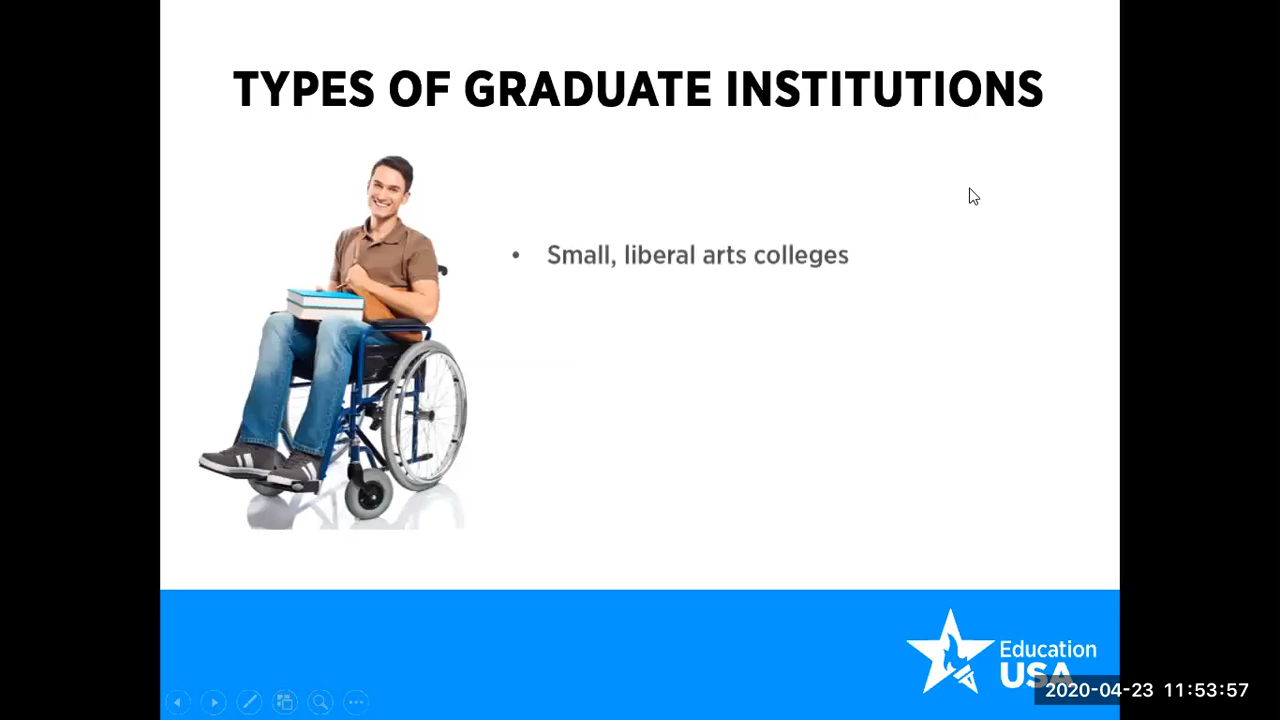 TYPES OF GRADUATE INSTITUTIONS
• Small, liberal arts colleges
Education
USA
2020-04-23 11:53:57